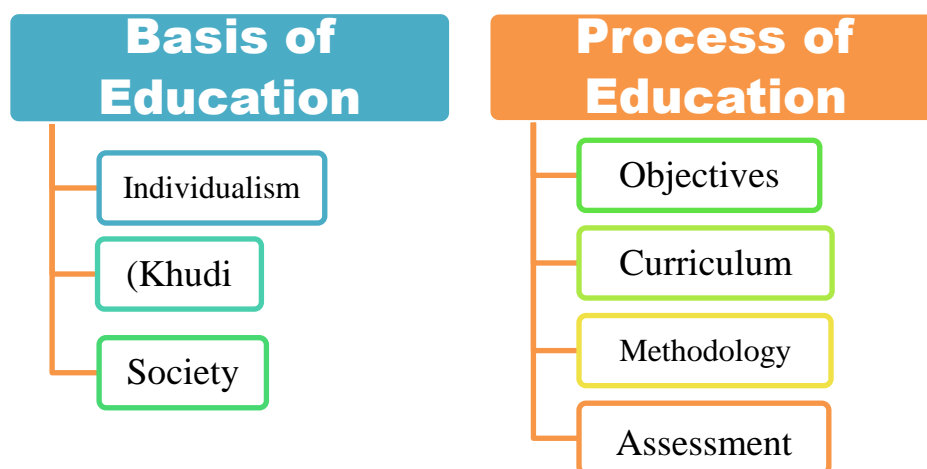 Basis of
Education
Individualism
(Khudi
Society
Process of
Education
Objectives
Curriculum
Methodology
Assessment